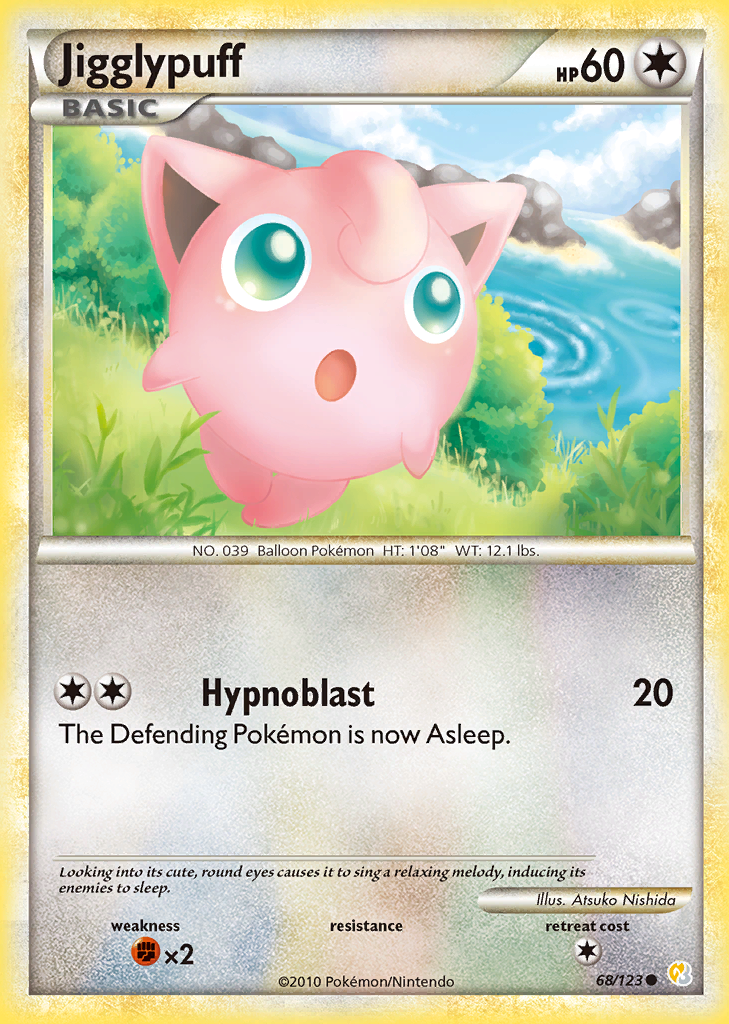 Jigglypuff
HP60
BASIC
NO. 039 Balloon Pokémon HT: 1'08" WT: 12.1 lbs.
Hypnoblast 20
The Defending Pokémon is now Asleep.
Looking into its cute, round eyes causes it to sing a relaxing melody, inducing its
enemies to sleep.
Illus. Atsuko Nishida
weakness resistance retreat cost
×2
©2010 Pokémon/Nintendo 68/123